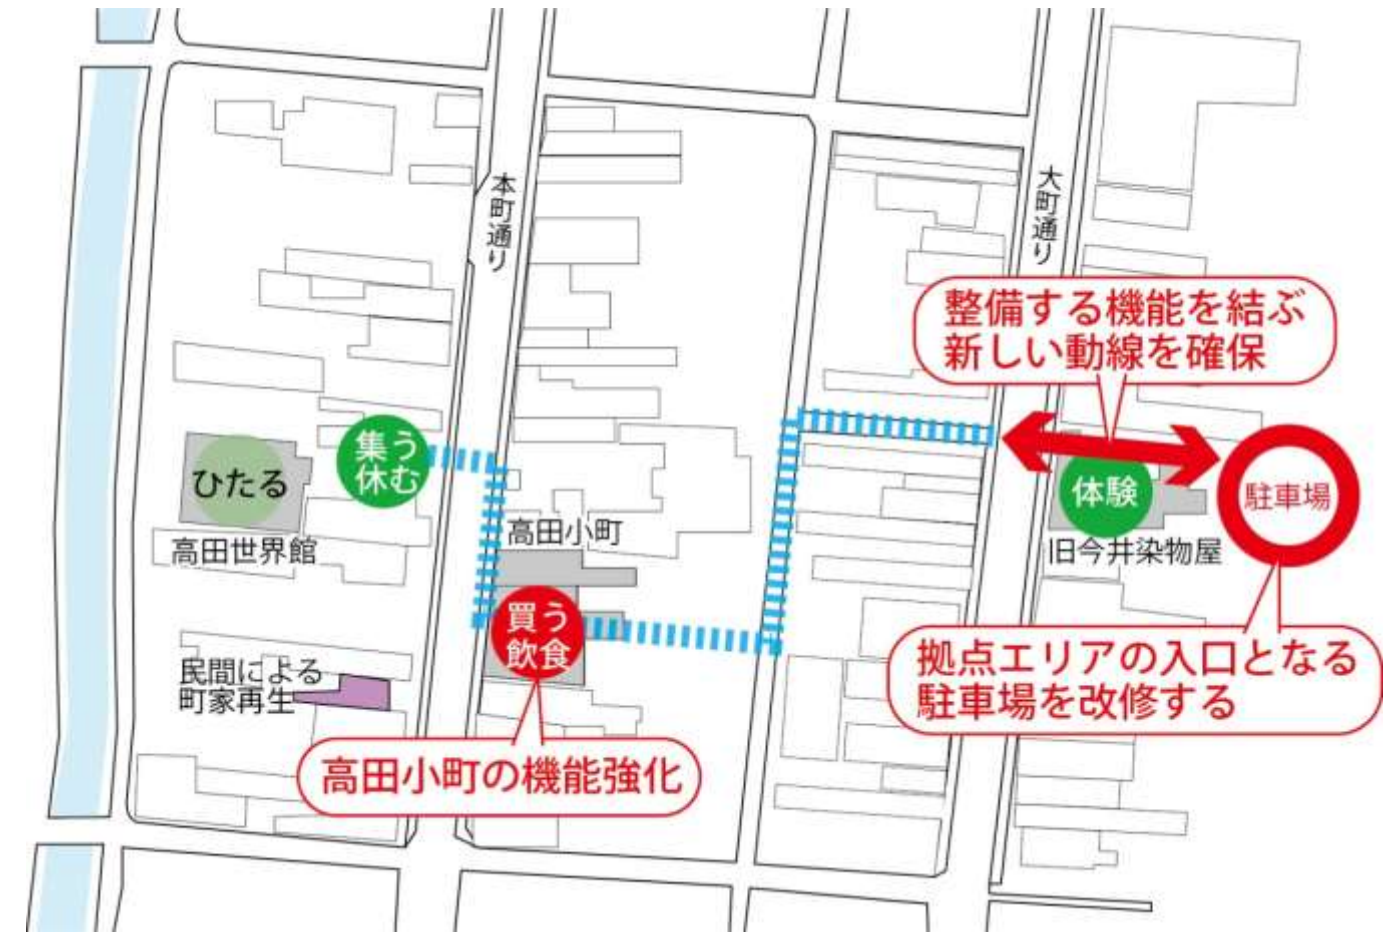 本町通り
大町通り
整備する機能を結ぶ
新しい動線を確保
集う
休む
ひたる
高田世界館
高田小町
体験
旧今井染物屋
駐車場
買う
飲食
民間による
町家再生
拠点エリアの入口となる
駐車場を改修する
高田小町の機能強化